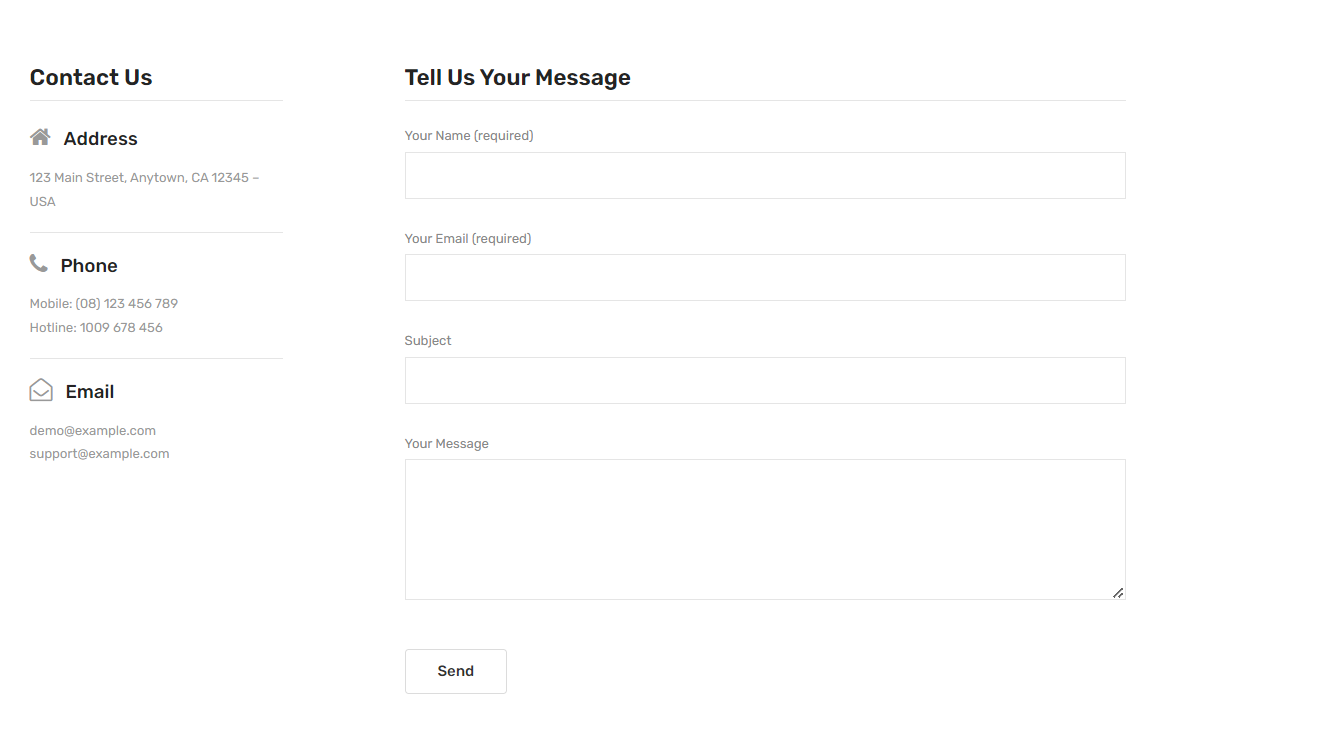 Contact Us
Address
123 Main Street, Anytown, CA 12345 –
USA
Phone
Mobile: (08) 123 456 789
Hotline: 1009 678 456
Email
demo@example.com
support@example.com
Tell Us Your Message
Your Name (required)
Your Email (required)
Subject
Your Message
Send